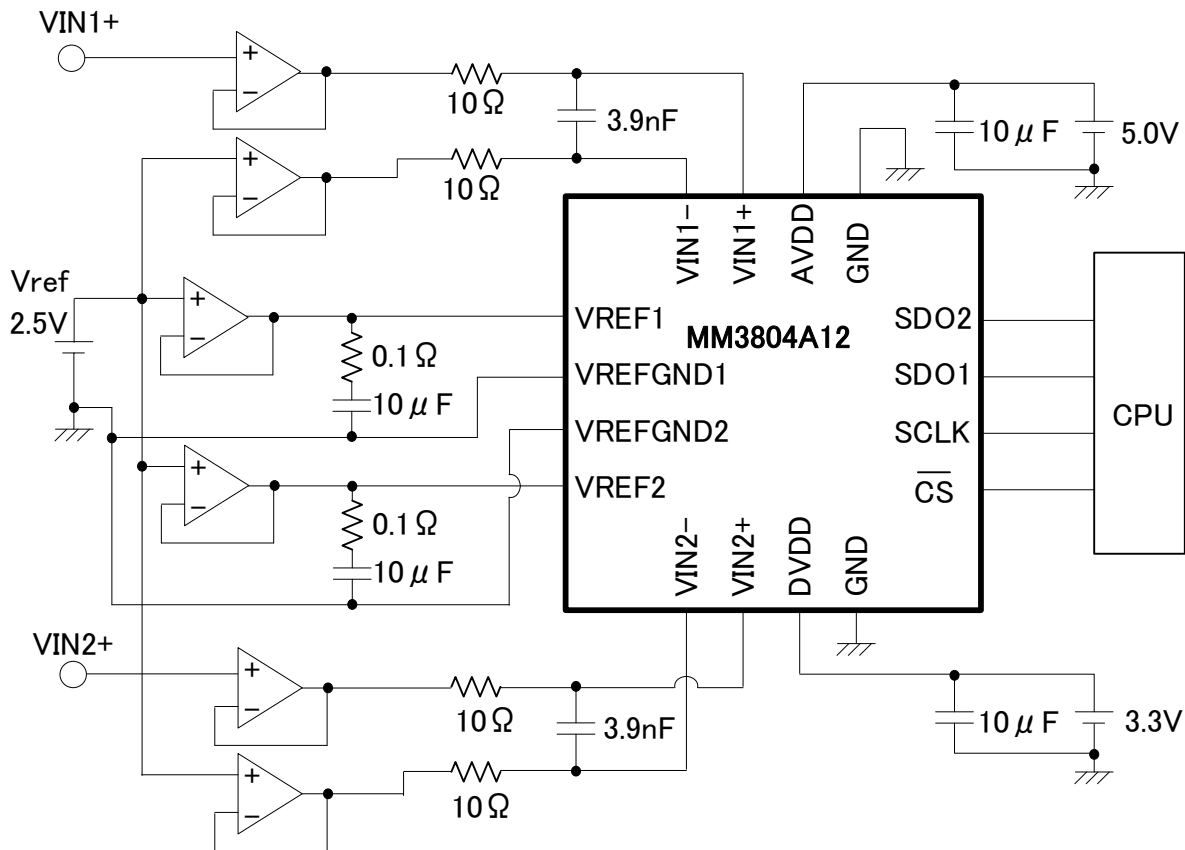 VIN1+
10Ω
3.9nF
10Ω
10μF
5.0V
VIN1-
VIN1+
AVDD
GND
Vref
2.5V
VREF1
MM3804A12
SDO2
0.1Ω
VREFGND1
SDO1
10μF
VREFGND2
SCLK
CPU
VREF2
CS
0.1Ω
10μF
VIN2-
VIN2+
DVDD
GND
VIN2+
10Ω
3.9nF
10μF
3.3V
10Ω